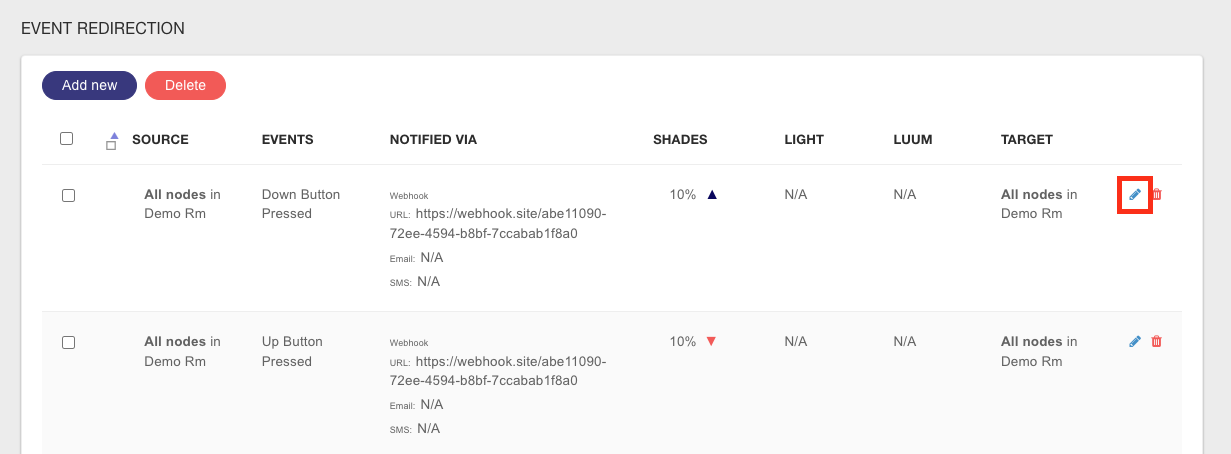 EVENT REDIRECTION
Add new Delete
SOURCE EVENTS NOTIFIED VIA SHADES LIGHT LUUM TARGET
All nodes in Demo Rm
Down Button Pressed
Webhook
URL: https://webhook.site/abe11090-
72ee-4594-b8bf-7ccabab1f8a0
Email: N/A
SMS: N/A
10% N/A N/A
All nodes in Demo Rm
All nodes in Demo Rm
Up Button Pressed
Webhook
URL: https://webhook.site/abe11090-
72ee-4594-b8bf-7ccabab1f8a0
Email: N/A
SMS: N/A
10% N/A N/A
All nodes in Demo Rm